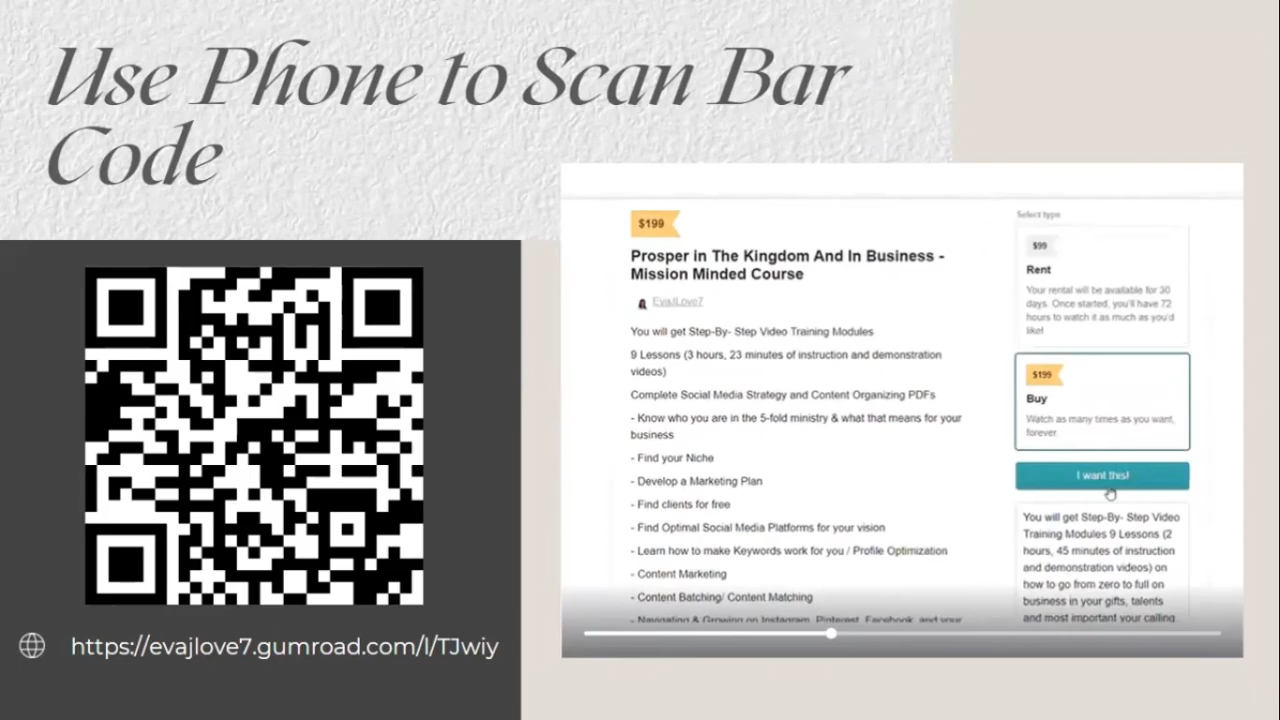 Use Phone to Scan Bar
Code
https://evajlove7.gumroad.com/l/TJwiy
$199
Prosper in The Kingdom And In Business -
Mission Minded Course
EvaJLove7
You will get Step-By- Step Video Training Modules
9 Lessons (3 hours, 23 minutes of instruction and demonstration
videos)
Complete Social Media Strategy and Content Organizing PDFs
- Know who you are in the 5-fold ministry & what that means for your
business
- Find your Niche
- Develop a Marketing Plan
- Find clients for free
- Find Optimal Social Media Platforms for your vision
- Learn how to make Keywords work for you / Profile Optimization
- Content Marketing
- Content Batching/ Content Matching
- Navigating & Growing on Instagram, Pinterest, Facebook, and your
Select type
$99
Rent
Your rental will be available for 30
days. Once started, you'll have 72
hours to watch it as much as you'd
like!
$199
Buy
Watch as many times as you want,
forever.
I want this!
You will get Step-By- Step Video
Training Modules 9 Lessons (2
hours, 45 minutes of instruction
and demonstration videos) on
how to go from zero to full on
business in your gifts, talents
and most important your calling